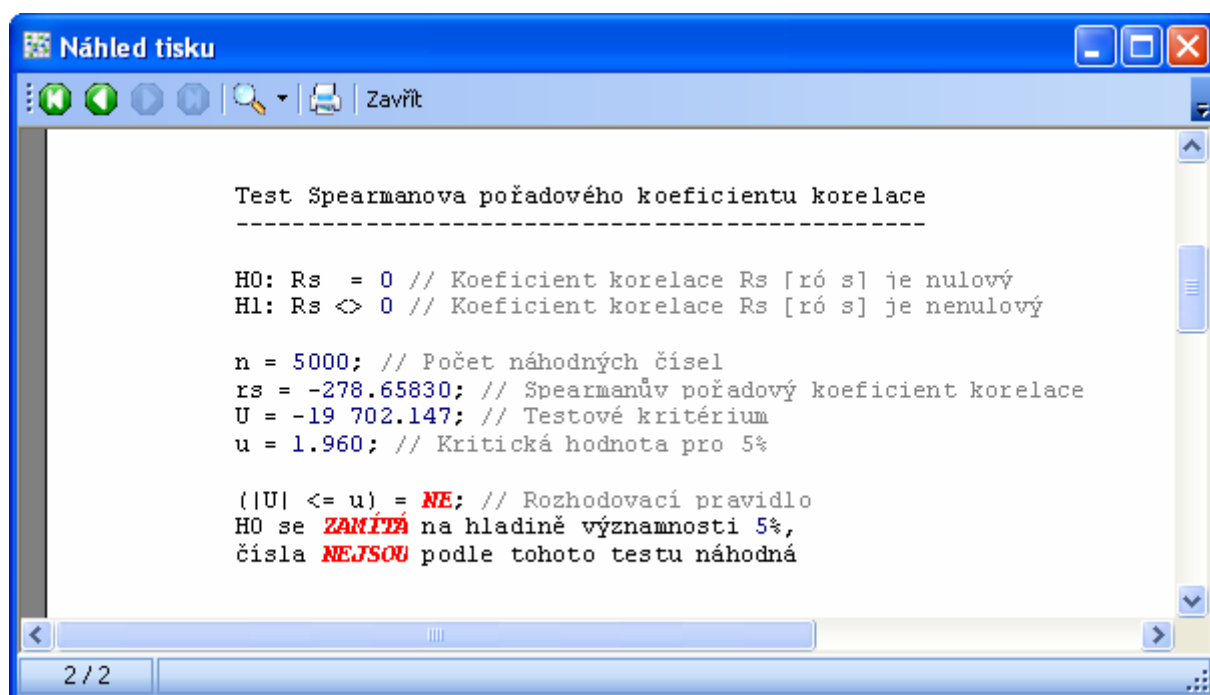 Náhled tisku
Zavřít
Test Spearmanova pořadového koeficientu korelace
------------------------------------------------
H0: Rs  = 0 // Koeficient korelace Rs [ró s] je nulový
H1: Rs <> 0 // Koeficient korelace Rs [ró s] je nenulový
n = 5000; // Počet náhodných čísel
rs = -278.65830; // Spearmanův pořadový koeficient korelace
U = -19 702.147; // Testové kritérium
u = 1.960; // Kritická hodnota pro 5%
(|U| <= u) = NE; // Rozhodovací pravidlo
H0 se ZAMÍTÁ na hladině významnosti 5%,
čísla NEJSOU podle tohoto testu náhodná
2/2